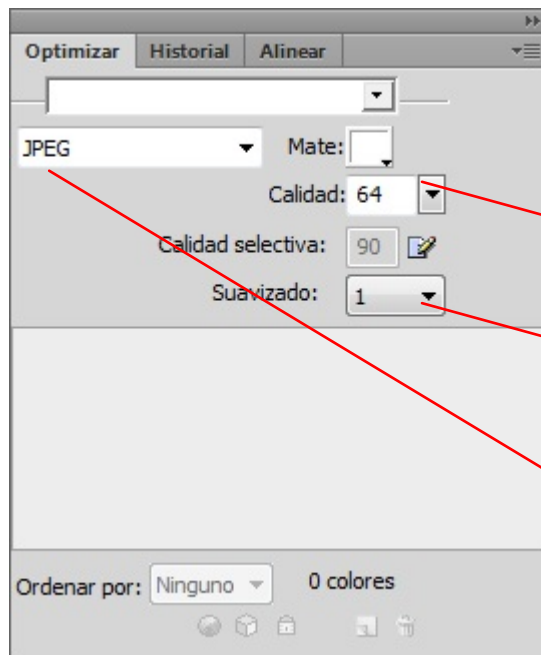 Optimizar Historial Alinear
JPEG Mate:
Calidad: 64
Calidad selectiva: 90
Suavizado: 1
Ordenar por: Ninguno 0 colores